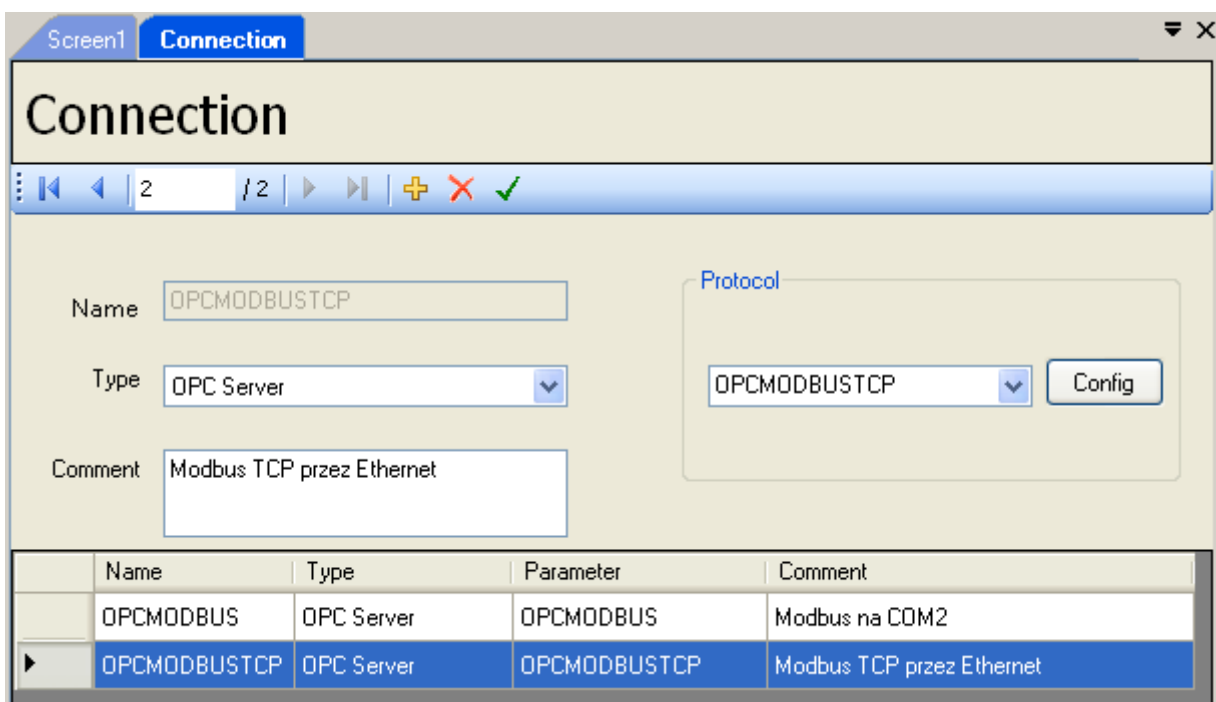 Screen1 Connection
Connection
2 / 2
Protocol
Name OPCMODBUSTCP
Type OPC Server OPCMODBUSTCP Config
Comment Modbus TCP przez Ethernet
Name Type Parameter Comment
OPCMODBUS OPC Server OPCMODBUS Modbus na COM2
OPCMODBUSTCP OPC Server OPCMODBUSTCP Modbus TCP przez Ethernet